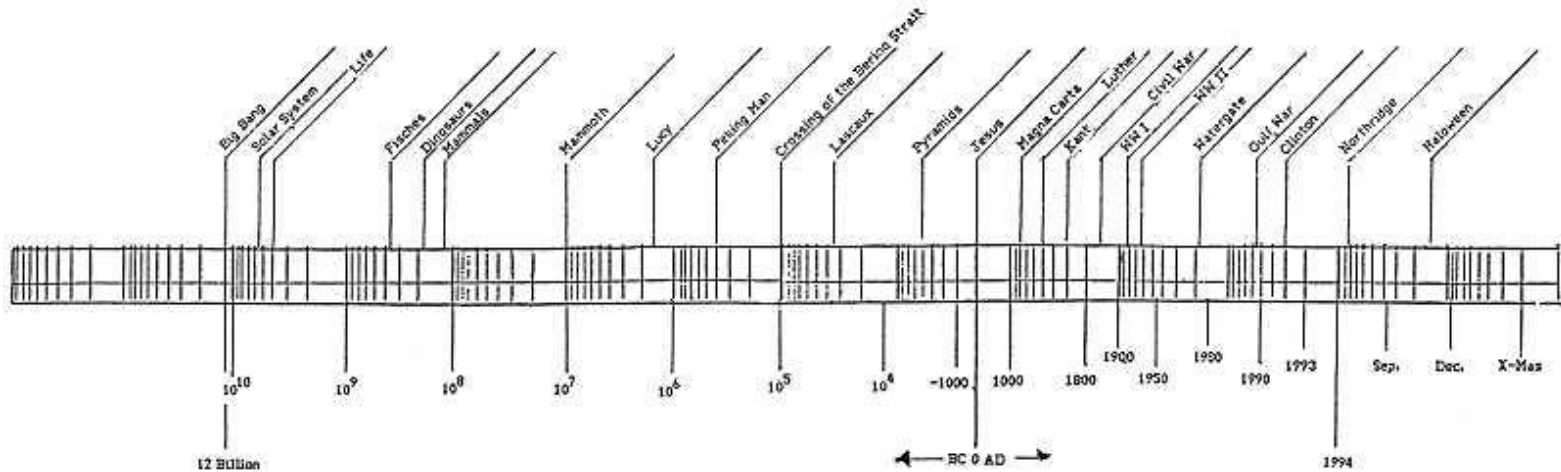 Big Bang
Solar System
Life
Fisches
Dinosaurs
Mammals
Mammoth
Lucy
Peking Man
Crossing of the Bering Strait
Lascaux
Pyramids
Jesus
Magna Carta
Luther
Kant
Civil War
WW I
WW II
Watergate
Gulf War
Clinton
Northridge
Haloween
10^10
10^9
10^8
10^7
10^6
10^5
10^4
-1000
1000
1800
1900
1950
1980
1990
1993
Sep.
Dec.
X-Mas
12 Billion
BC 0 AD
1994